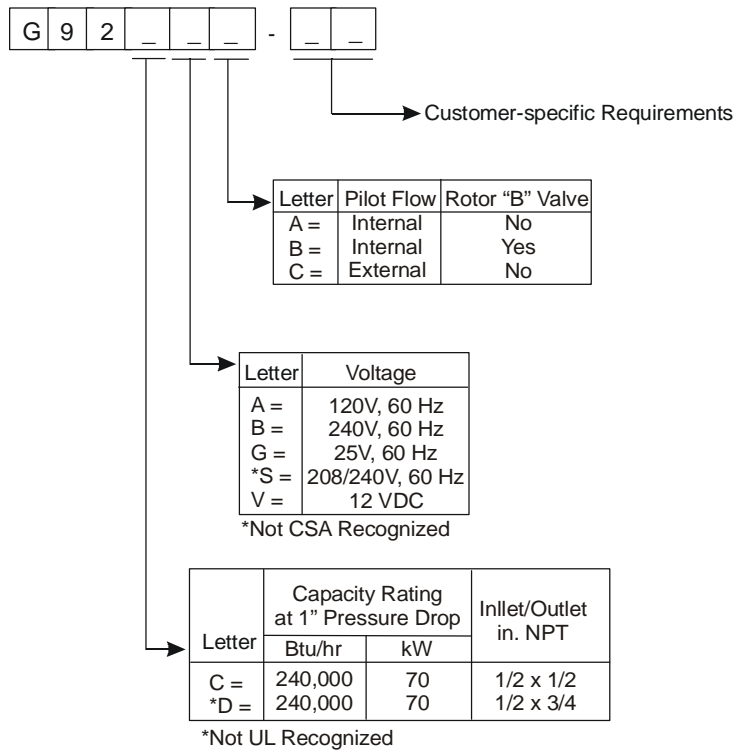 G 9 2 _ _ _ - _ _
Customer-specific Requirements
Letter Pilot Flow Rotor “B” Valve
A = Internal No
B = Internal Yes
C = External No
Letter Voltage
A = 120V, 60 Hz
B = 240V, 60 Hz
G = 25V, 60 Hz
*S = 208/240V, 60 Hz
V = 12 VDC
*Not CSA Recognized
Letter Capacity Rating at 1” Pressure Drop Inllet/Outlet in. NPT
Btu/hr kW
C = 240,000 70 1/2 x 1/2
*D = 240,000 70 1/2 x 3/4
*Not UL Recognized